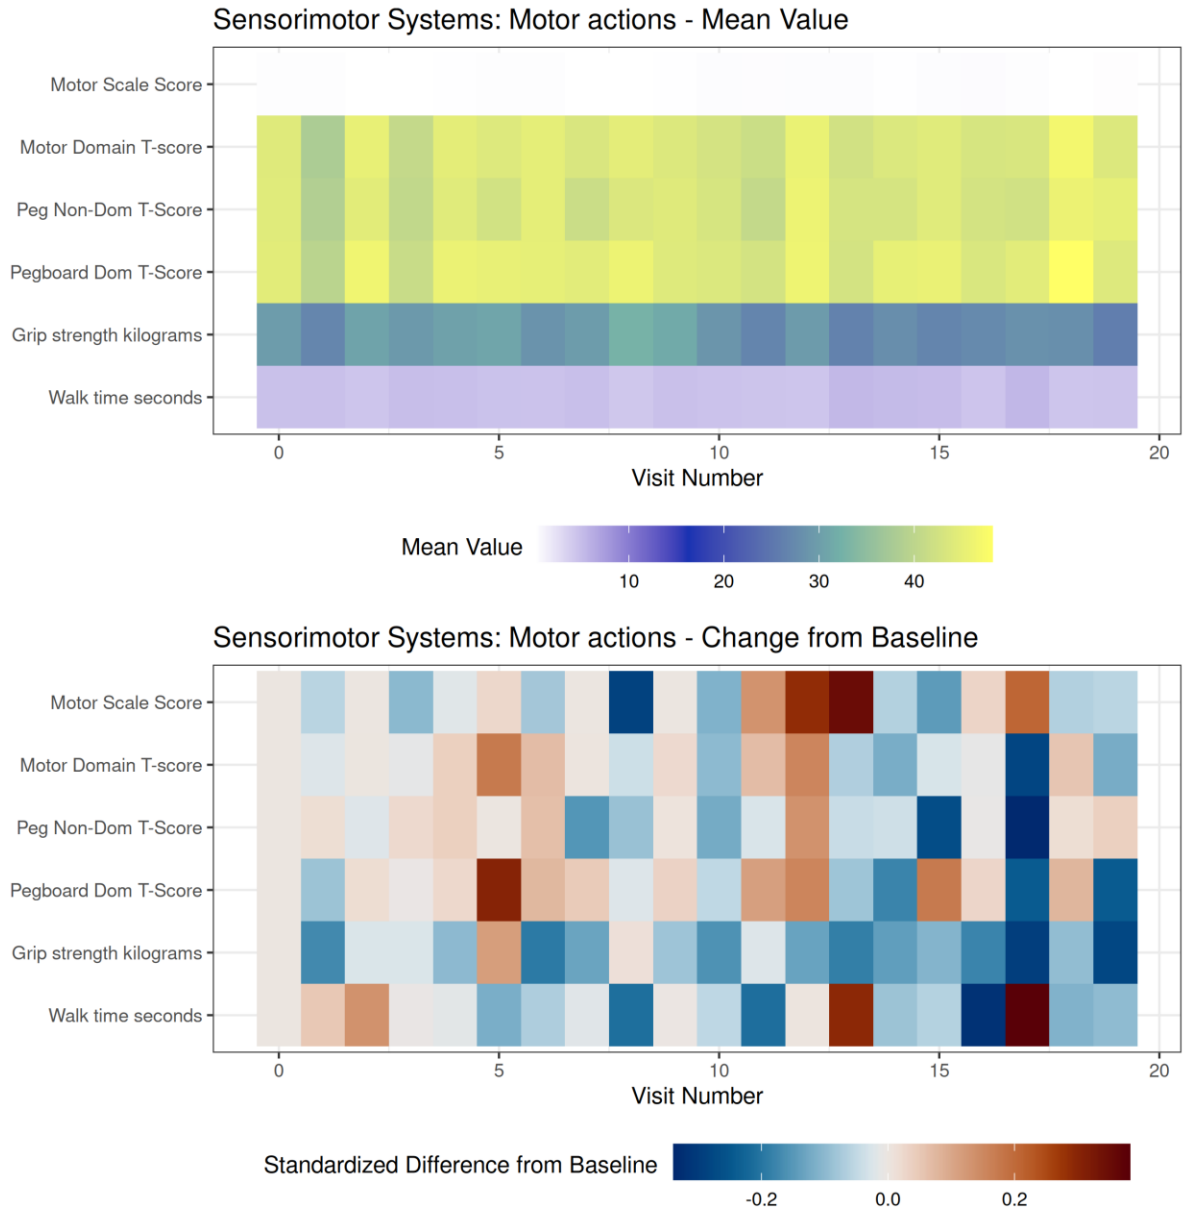 Sensorimotor Systems: Motor actions - Mean Value
Motor Scale Score
Motor Domain T-score
Peg Non-Dom T-Score
Pegboard Dom T-Score
Grip strength kilograms
Walk time seconds
0 5 10 15 20
Visit Number
Mean Value
10 20 30 40
Sensorimotor Systems: Motor actions - Change from Baseline
Motor Scale Score
Motor Domain T-score
Peg Non-Dom T-Score
Pegboard Dom T-Score
Grip strength kilograms
Walk time seconds
0 5 10 15 20
Visit Number
Standardized Difference from Baseline
-0.2 0.0 0.2